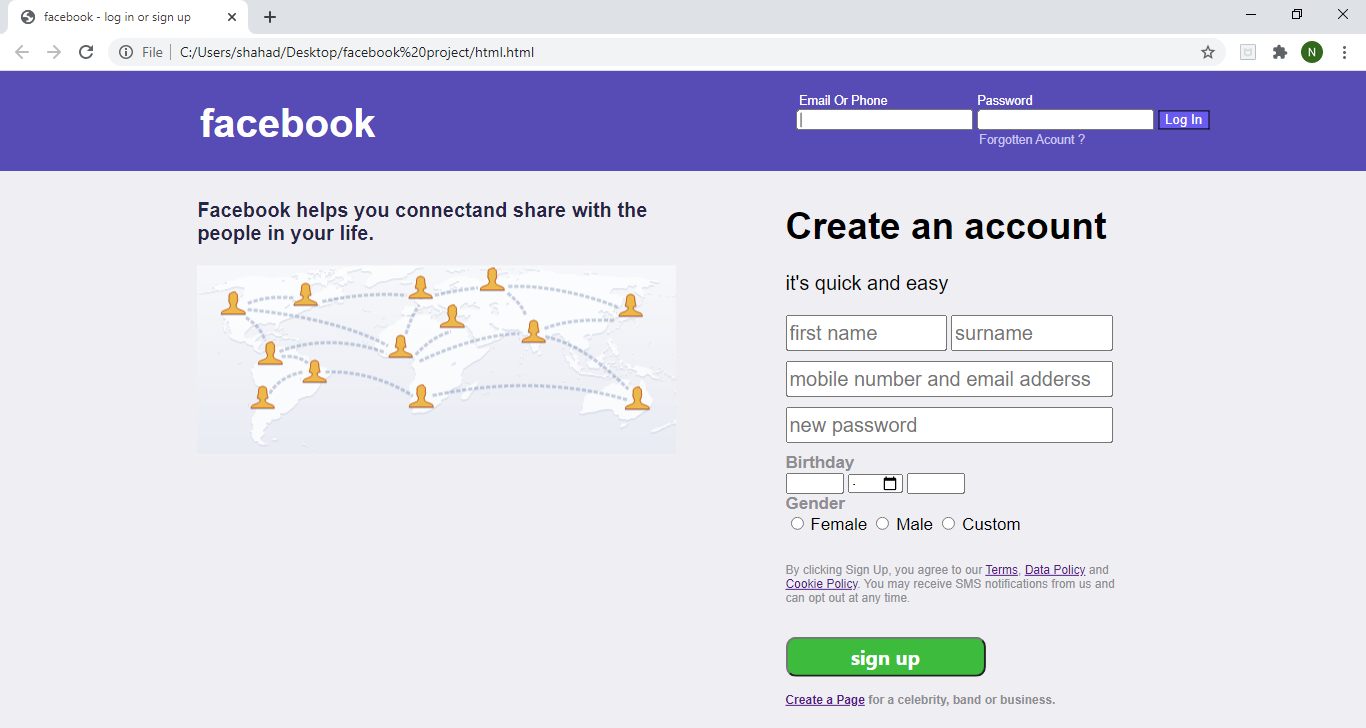 facebook - log in or sign up
File
C:/Users/shahad/Desktop/facebook%20project/html.html
N
facebook
Email Or Phone
Password
Log In
Forgotten Acount ?
Facebook helps you connectand share with the
people in your life.
Create an account
it's quick and easy
first name
surname
mobile number and email adderss
new password
Birthday
Gender
Female Male Custom
By clicking Sign Up, you agree to our Terms, Data Policy and
Cookie Policy. You may receive SMS notifications from us and
can opt out at any time.
sign up
Create a Page for a celebrity, band or business.